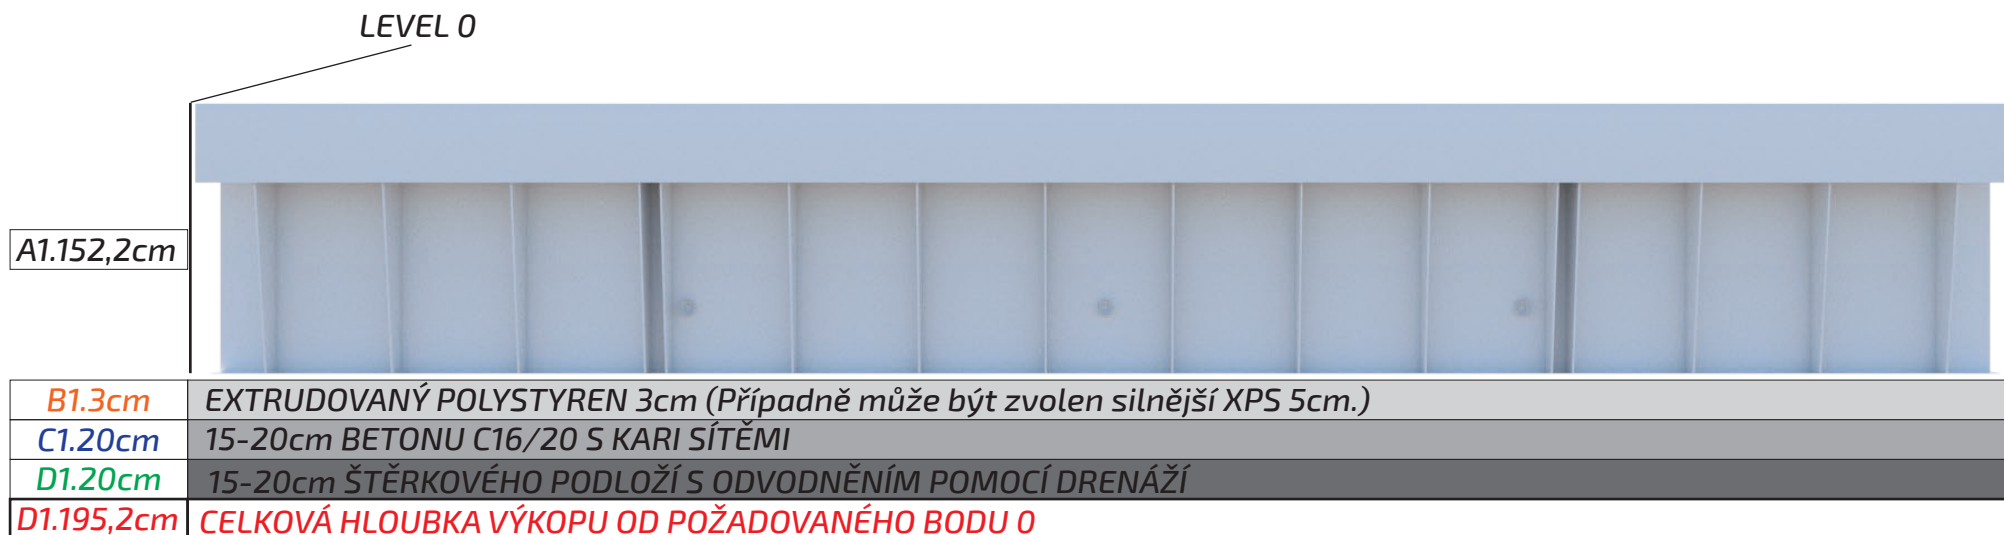 LEVEL 0
A1.152,2cm
B1.3cm EXTRUDOVANÝ POLYSTYREN 3cm (Případně může být zvolen silnější XPS 5cm.)
C1.20cm 15-20cm BETONU C16/20 S KARI SÍTĚMI
D1.20cm 15-20cm ŠTĚRKOVÉHO PODLOŽÍ S ODVODNĚNÍM POMOCÍ DRENÁŽÍ
D1.195,2cm CELKOVÁ HLOUBKA VÝKOPU OD POŽADOVANÉHO BODU 0